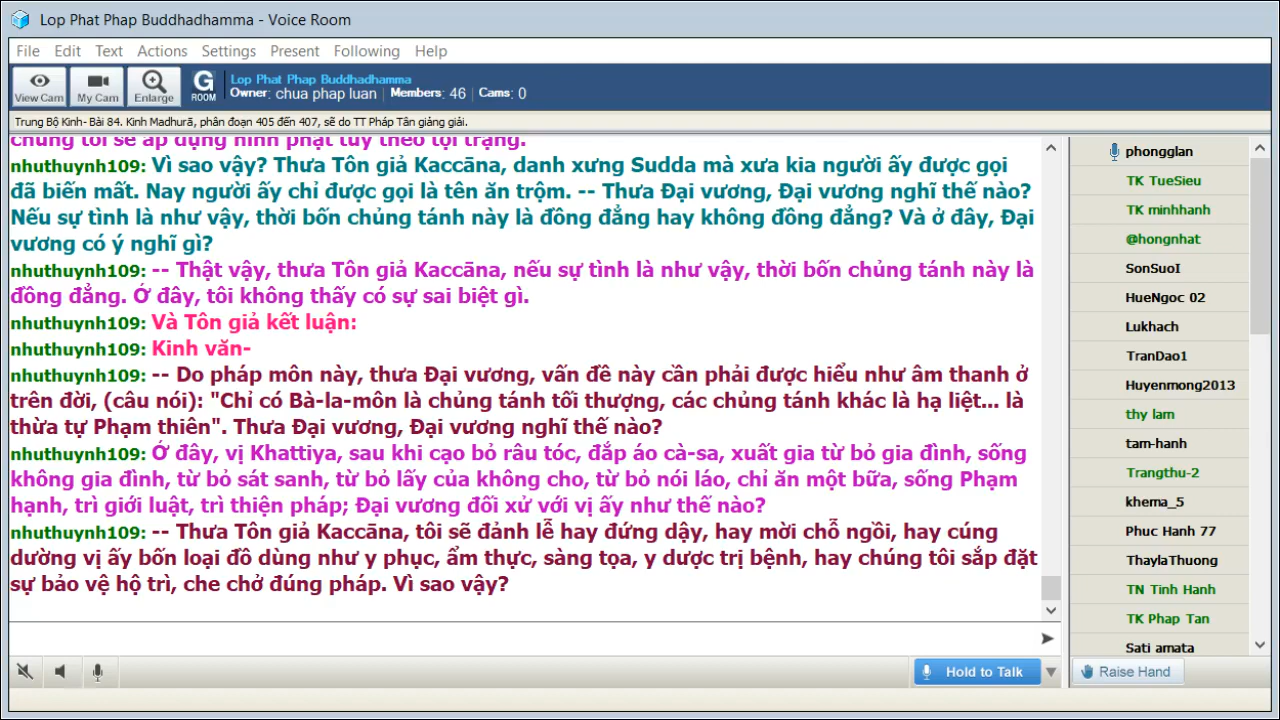 Lop Phat Phap Buddhadhamma - Voice Room
File Edit Text Actions Settings Present Following Help
View Cam My Cam Enlarge G ROOM
Lop Phat Phap Buddhadhamma
Owner: chua phap luan | Members: 46 | Cams: 0
Trung Bộ Kinh- Bài 84. Kinh Madhurā, phân đoạn 405 đến 407, sẽ do TT Pháp Tân giảng giải.
chúng tôi sẽ áp dụng hình phạt tùy theo tội trạng.
nhuthuynh109: Vì sao vậy? Thưa Tôn giả Kaccāna, danh xưng Sudda mà xưa kia người ấy được gọi
đã biến mất. Nay người ấy chỉ được gọi là tên ăn trộm. -- Thưa Đại vương, Đại vương nghĩ thế nào?
Nếu sự tình là như vậy, thời bốn chủng tánh này là đồng đẳng hay không đồng đẳng? Và ở đây, Đại
vương có ý nghĩ gì?
nhuthuynh109: -- Thật vậy, thưa Tôn giả Kaccāna, nếu sự tình là như vậy, thời bốn chủng tánh này là
đồng đẳng. Ở đây, tôi không thấy có sự sai biệt gì.
nhuthuynh109: Và Tôn giả kết luận:
nhuthuynh109: Kinh văn-
nhuthuynh109: -- Do pháp môn này, thưa Đại vương, vấn đề này cần phải được hiểu như âm thanh ở
trên đời, (câu nói): "Chỉ có Bà-la-môn là chủng tánh tối thượng, các chủng tánh khác là hạ liệt... là
thừa tự Phạm thiên". Thưa Đại vương, Đại vương nghĩ thế nào?
nhuthuynh109: Ở đây, vị Khattiya, sau khi cạo bỏ râu tóc, đắp áo cà-sa, xuất gia từ bỏ gia đình, sống
không gia đình, từ bỏ sát sanh, từ bỏ lấy của không cho, từ bỏ nói láo, chỉ ăn một bữa, sống Phạm
hạnh, trì giới luật, trì thiện pháp; Đại vương đối xử với vị ấy như thế nào?
nhuthuynh109: -- Thưa Tôn giả Kaccāna, tôi sẽ đảnh lễ hay đứng dậy, hay mời chỗ ngồi, hay cúng
dường vị ấy bốn loại đồ dùng như y phục, ẩm thực, sàng tọa, y dược trị bệnh, hay chúng tôi sắp đặt
sự bảo vệ hộ trì, che chở đúng pháp. Vì sao vậy?
phongglan
TK TueSieu
TK minhhanh
@hongnhat
SonSuoI
HueNgoc 02
Lukhach
TranDao1
Huyenmong2013
thy lam
tam-hanh
Trangthu-2
khema_5
Phuc Hanh 77
ThaylaThuong
TN Tinh Hanh
TK Phap Tan
Sati amata
Hold to Talk
Raise Hand